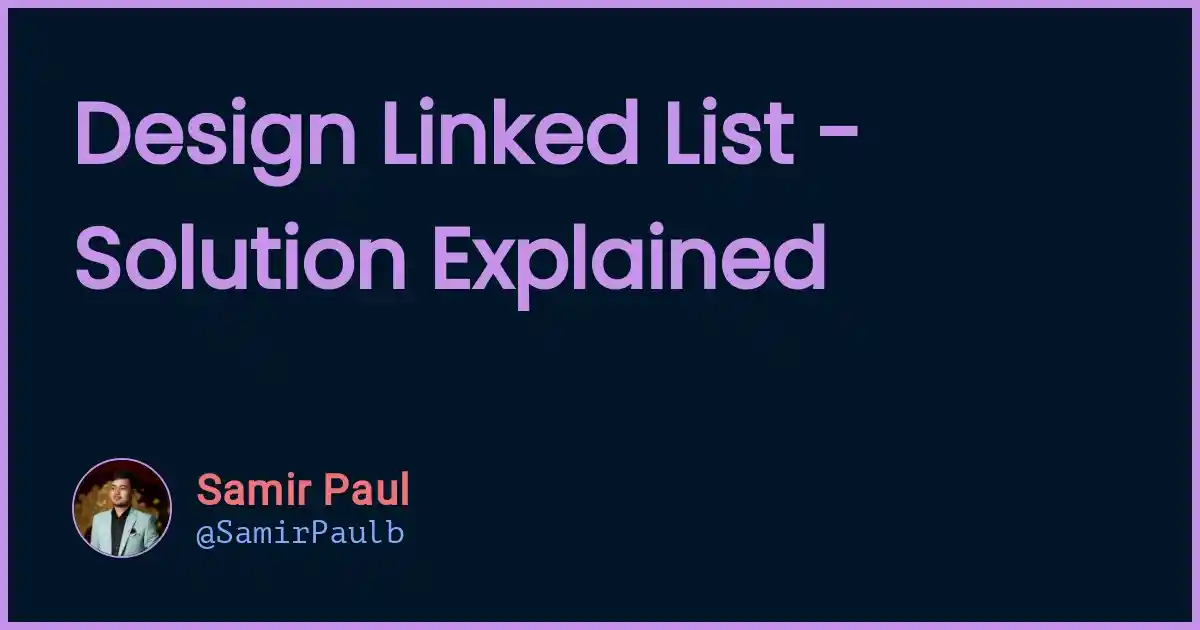 Design Linked List -
Solution Explained
Samir Paul
@SamirPaulb